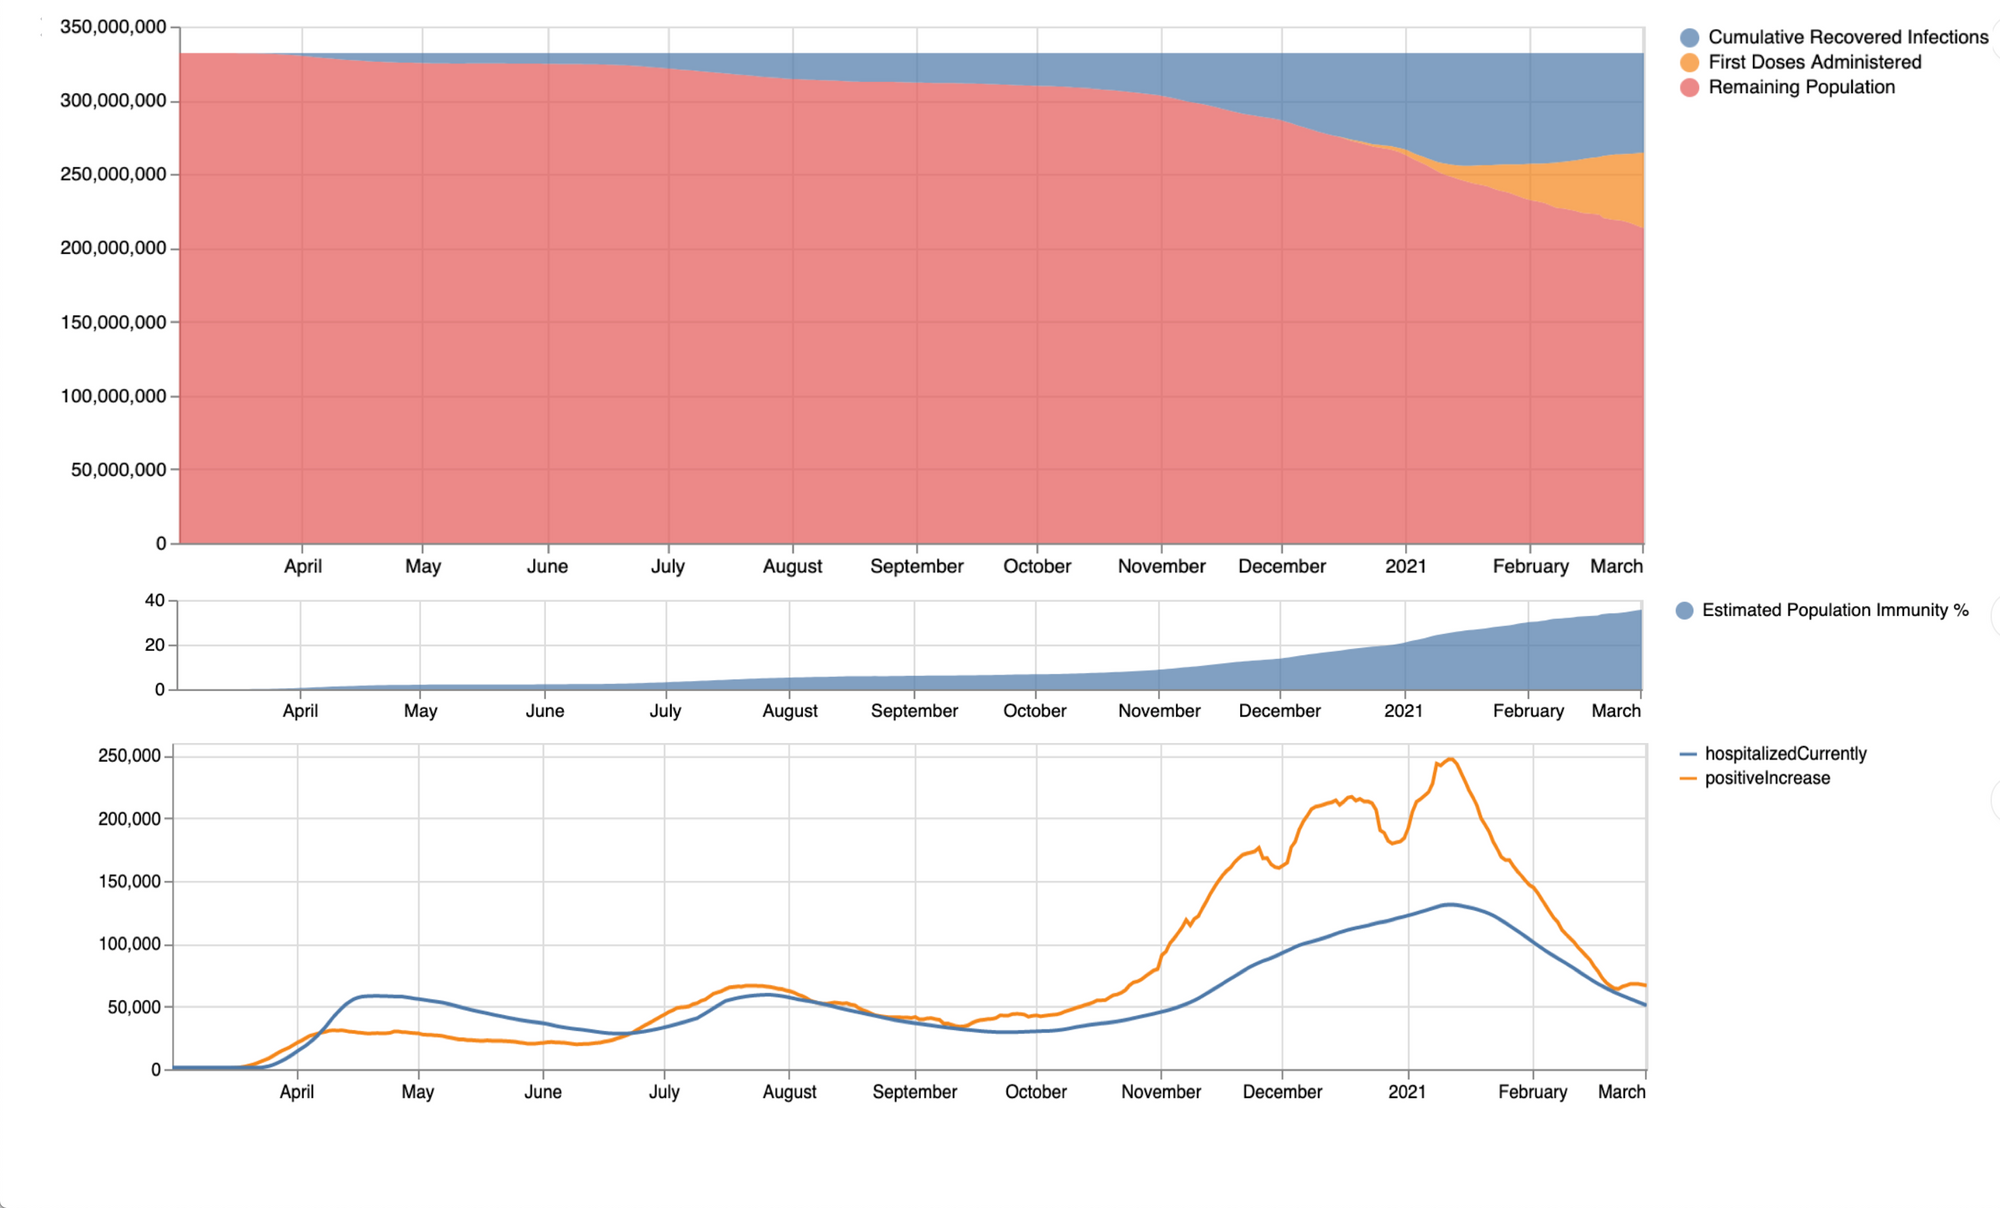 350,000,000
300,000,000
250,000,000
200,000,000
150,000,000
100,000,000
50,000,000
0
April May June July August September October November December 2021 February March
Cumulative Recovered Infections
First Doses Administered
Remaining Population
40
20
0
April May June July August September October November December 2021 February March
Estimated Population Immunity %
250,000
200,000
150,000
100,000
50,000
0
April May June July August September October November December 2021 February March
hospitalizedCurrently
positiveIncrease